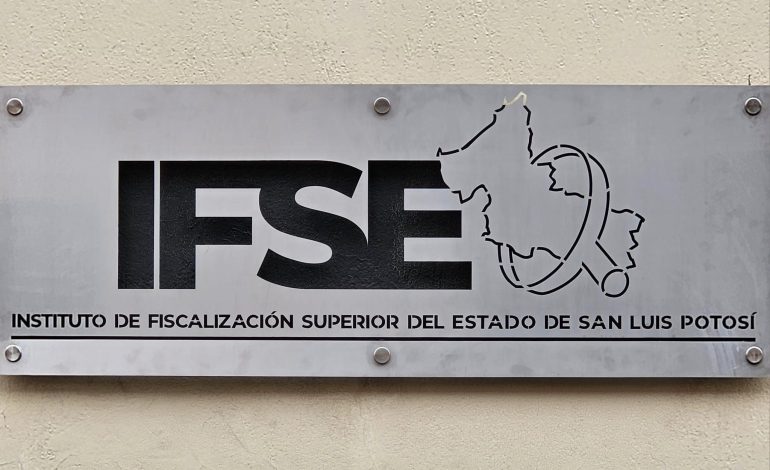 IFSE
INSTITUTO DE FISCALIZACIÓN SUPERIOR DEL ESTADO DE SAN LUIS POTOSÍ